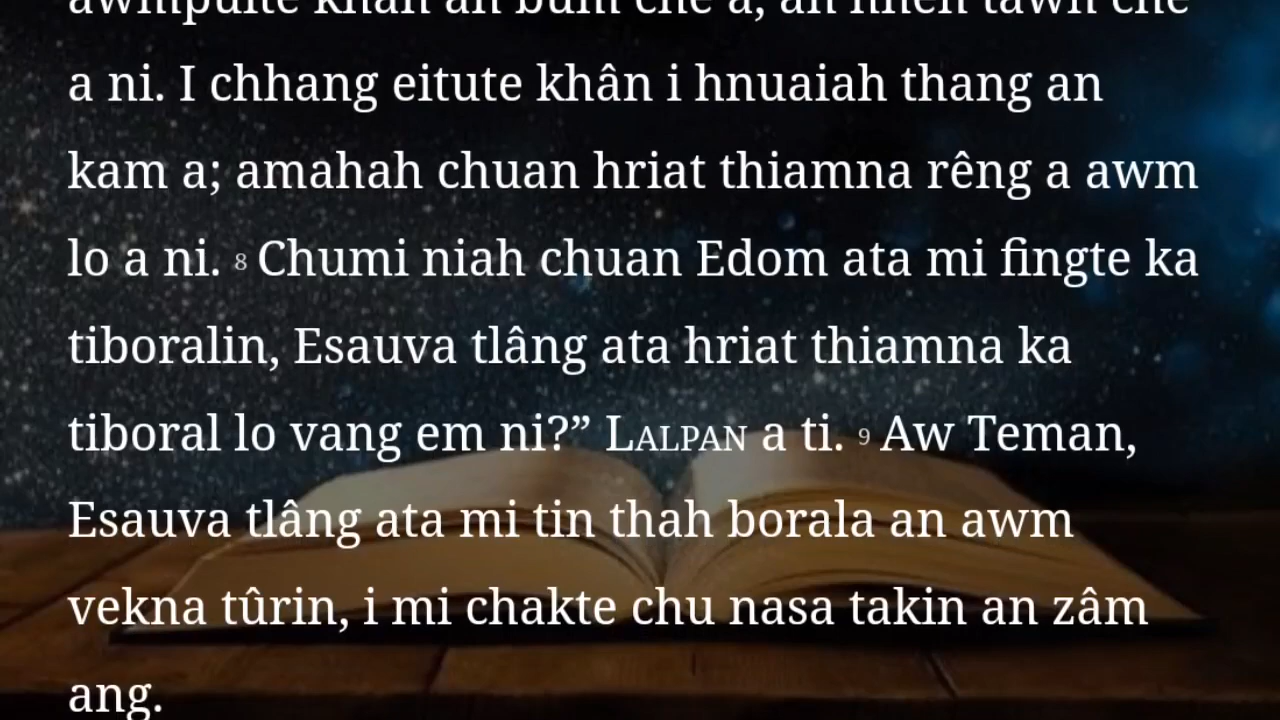 awmpuite khân an bum che a, an hneh tawh che
a ni. I chhang eitute khân i hnuaiah thang an
kam a; amahah chuan hriat thiamna rêng a awm
lo a ni. 8 Chumi niah chuan Edom ata mi fingte ka
tiboralin, Esauva tlâng ata hriat thiamna ka
tiboral lo vang em ni?” LALPAN a ti. 9 Aw Teman,
Esauva tlâng ata mi tin thah borala an awm
vekna tûrin, i mi chakte chu nasa takin an zâm
ang.